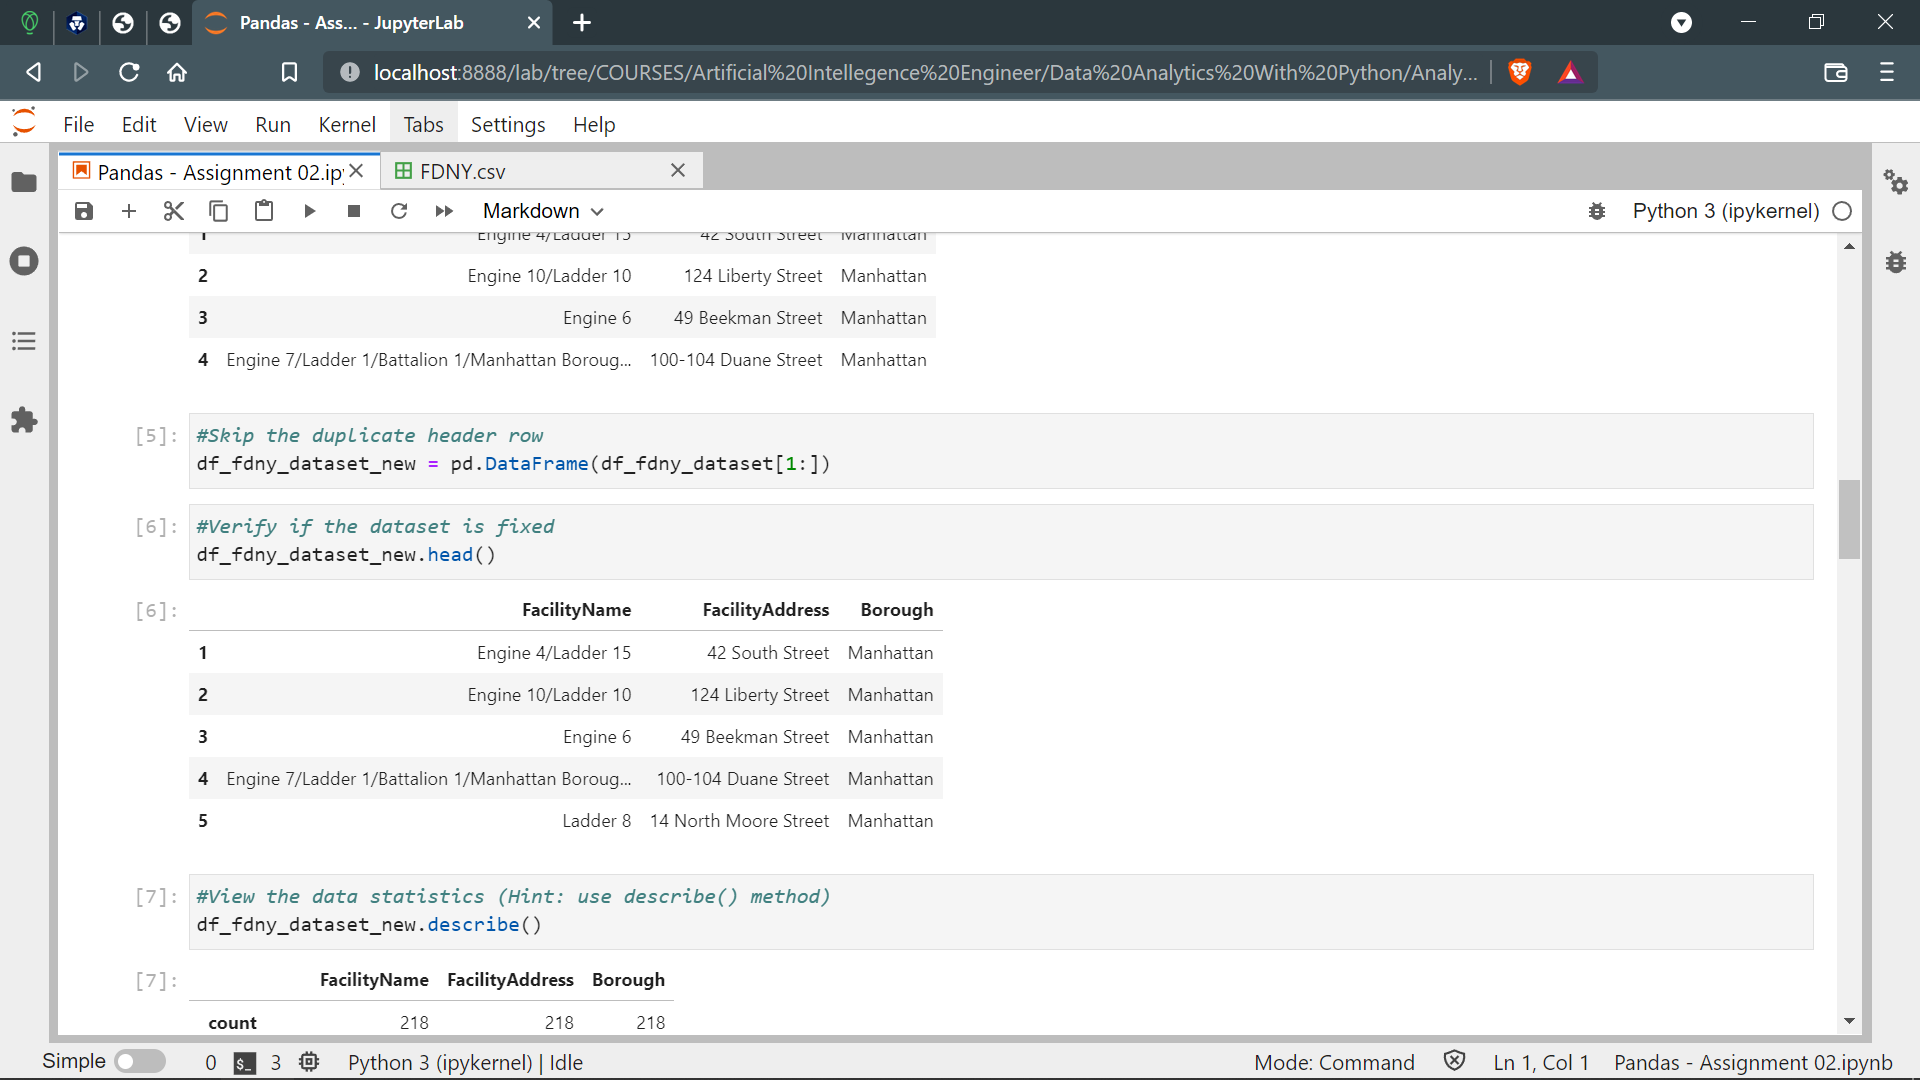 Pandas - Ass... - JupyterLab
localhost:8888/lab/tree/COURSES/Artificial%20Intellegence%20Engineer/Data%20Analytics%20With%20Python/Analy...
File Edit View Run Kernel Tabs Settings Help
Pandas - Assignment 02.ipy
FDNY.csv
Markdown
Python 3 (ipykernel)
1 Engine 4/Ladder 15 42 South Street Manhattan
2 Engine 10/Ladder 10 124 Liberty Street Manhattan
3 Engine 6 49 Beekman Street Manhattan
4 Engine 7/Ladder 1/Battalion 1/Manhattan Boroug... 100-104 Duane Street Manhattan
[5]: #Skip the duplicate header row
df_fdny_dataset_new = pd.DataFrame(df_fdny_dataset[1:])
[6]: #Verify if the dataset is fixed
df_fdny_dataset_new.head()
[6]: FacilityName FacilityAddress Borough
1 Engine 4/Ladder 15 42 South Street Manhattan
2 Engine 10/Ladder 10 124 Liberty Street Manhattan
3 Engine 6 49 Beekman Street Manhattan
4 Engine 7/Ladder 1/Battalion 1/Manhattan Boroug... 100-104 Duane Street Manhattan
5 Ladder 8 14 North Moore Street Manhattan
[7]: #View the data statistics (Hint: use describe() method)
df_fdny_dataset_new.describe()
[7]: FacilityName FacilityAddress Borough
count 218 218 218
Simple 0 $_ 3 Python 3 (ipykernel) | Idle Mode: Command Ln 1, Col 1 Pandas - Assignment 02.ipynb